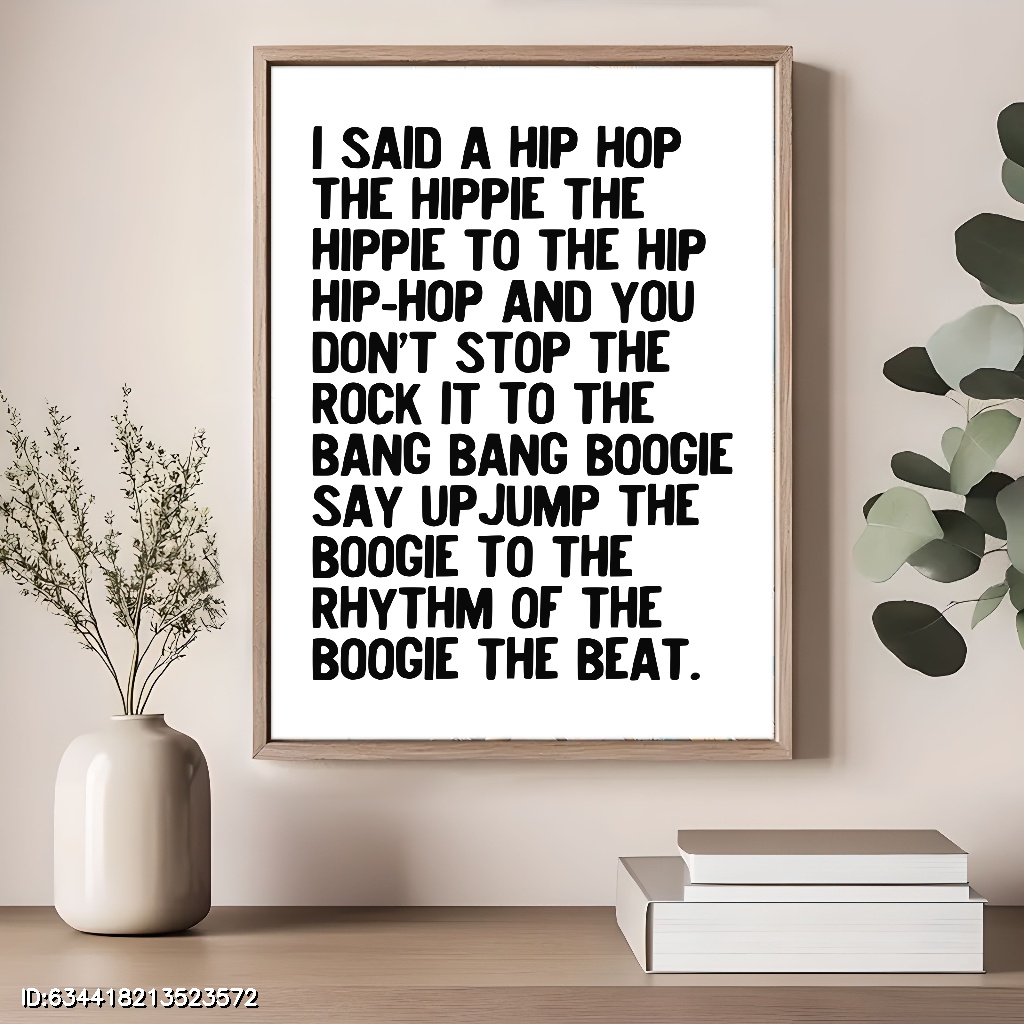 I SAID A HIP HOP
THE HIPPIE THE
HIPPIE TO THE HIP
HIP-HOP AND YOU
DON'T STOP THE
ROCK IT TO THE
BANG BANG BOOGIE
SAY UPJUMP THE
BOOGIE TO THE
RHYTHM OF THE
BOOGIE THE BEAT.
ID:634418213523572